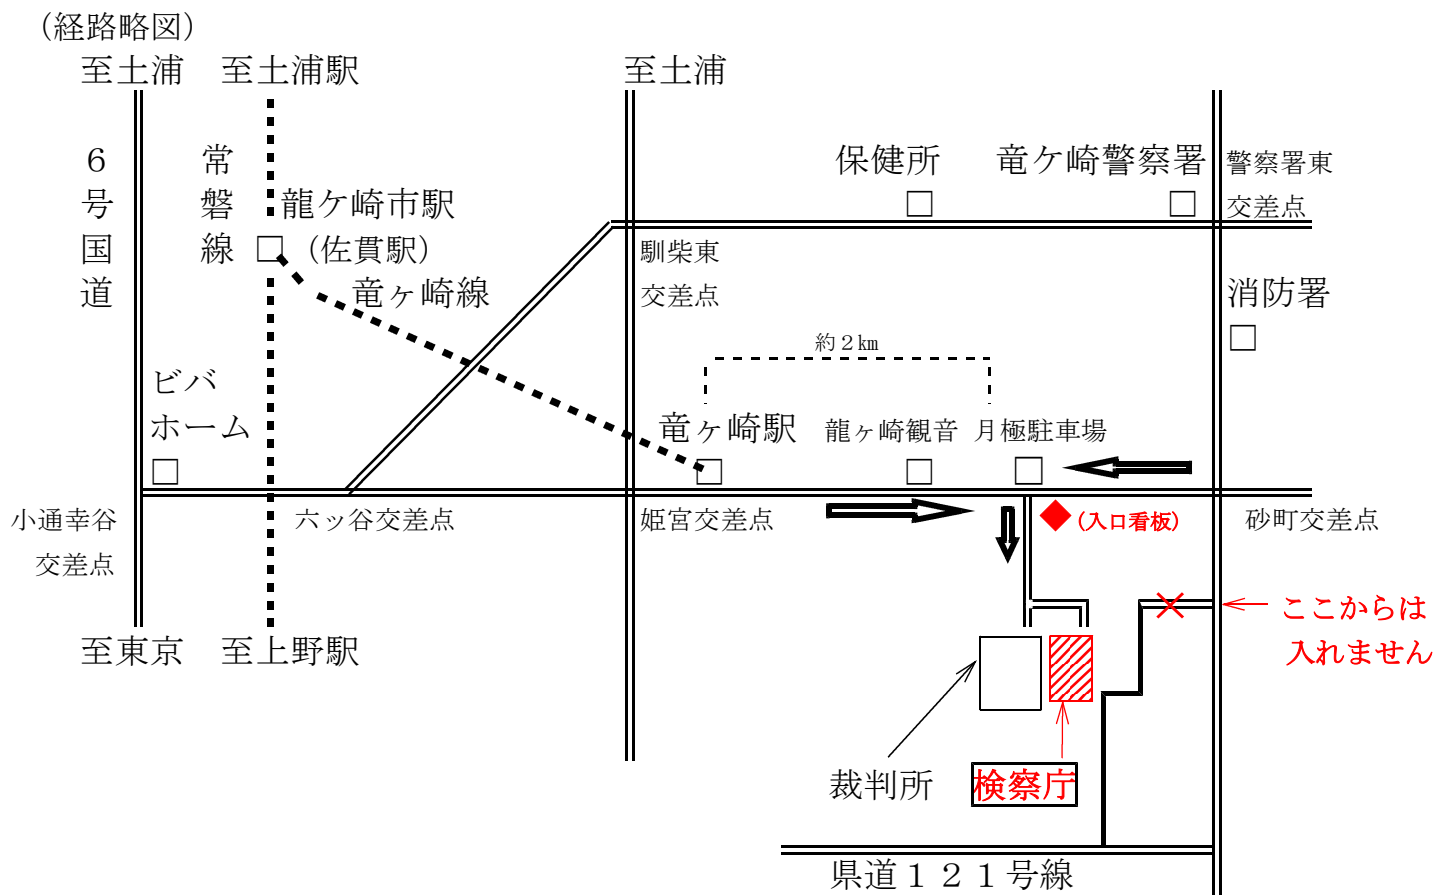 （経路略図）
至土浦
至土浦駅
至土浦
６号国道
常磐線
龍ケ崎市駅
（佐貫駅）
竜ヶ崎線
保健所
竜ケ崎警察署
警察署東
交差点
馴柴東
交差点
消防署
約２㎞
ビバ
ホーム
竜ヶ崎駅
龍ヶ崎観音
月極駐車場
小通幸谷
交差点
六ッ谷交差点
姫宮交差点
（入口看板）
砂町交差点
至東京
至上野駅
ここからは
入れません
裁判所
検察庁
県道１２１号線